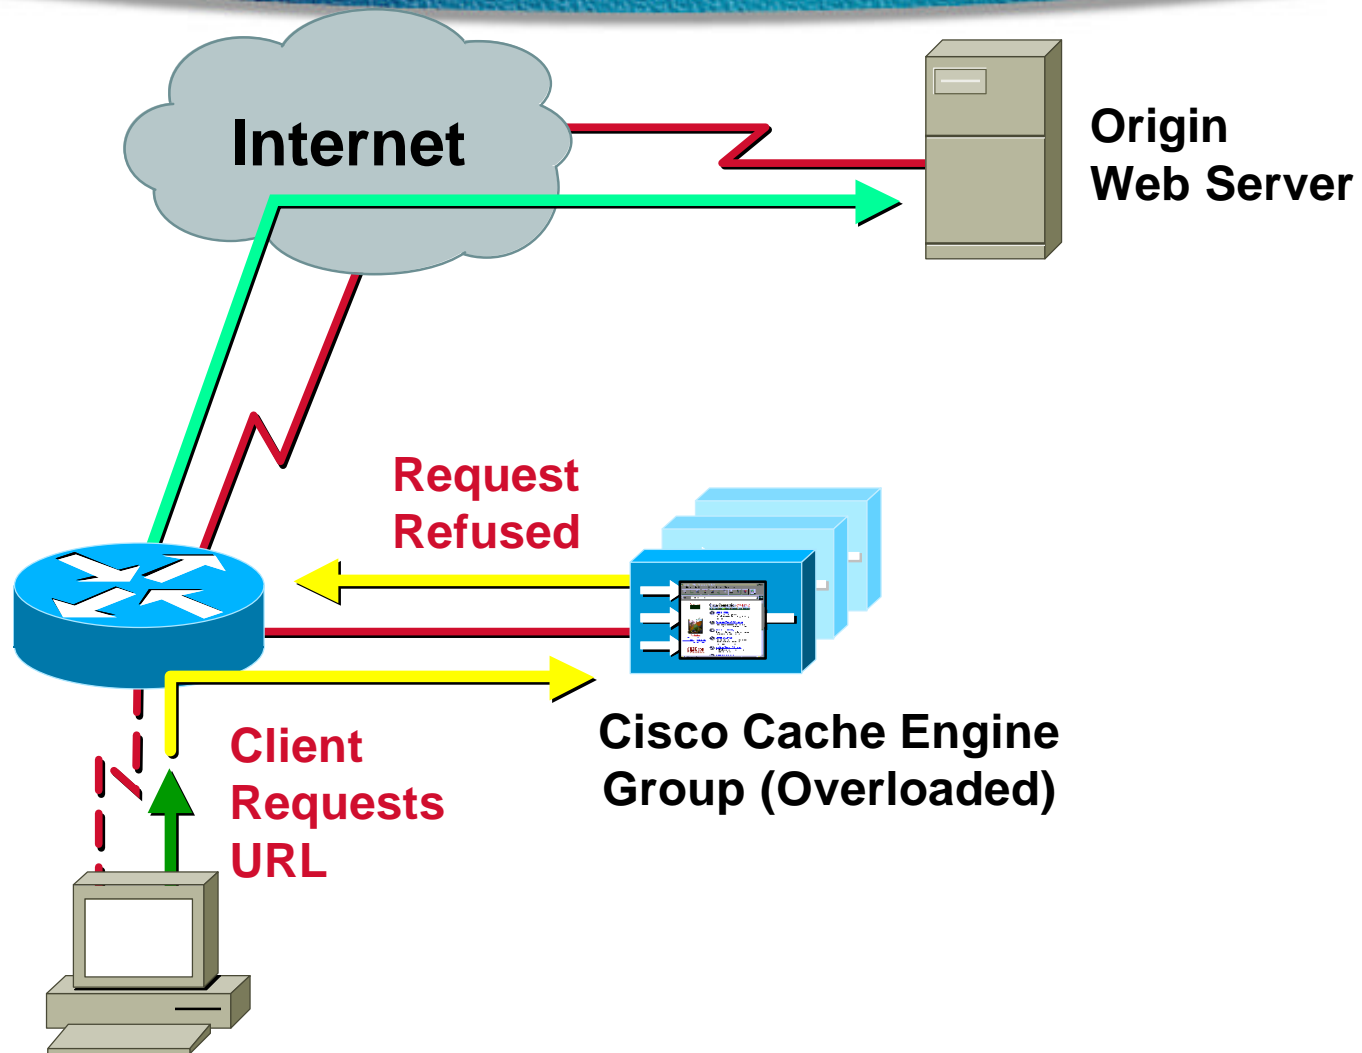 Internet
Origin
Web Server
Request
Refused
Client
Requests
URL
Cisco Cache Engine
Group (Overloaded)